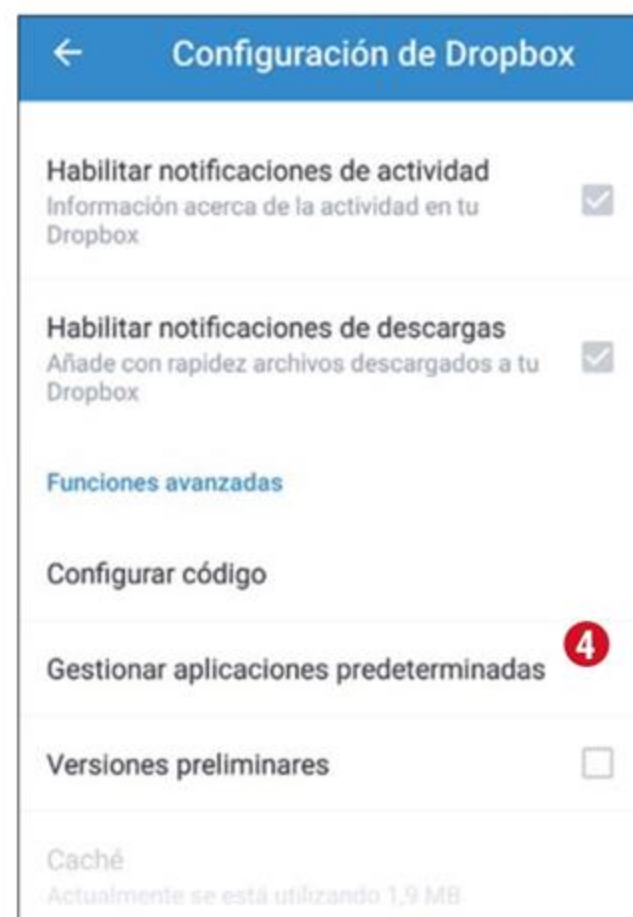 Configuración de Dropbox
Habilitar notificaciones de actividad
Información acerca de la actividad en tu
Dropbox
Habilitar notificaciones de descargas
Añade con rapidez archivos descargados a tu
Dropbox
Funciones avanzadas
Configurar código
4
Gestionar aplicaciones predeterminadas
Versiones preliminares
Caché
Actualmente se está utilizando 1,9 MB